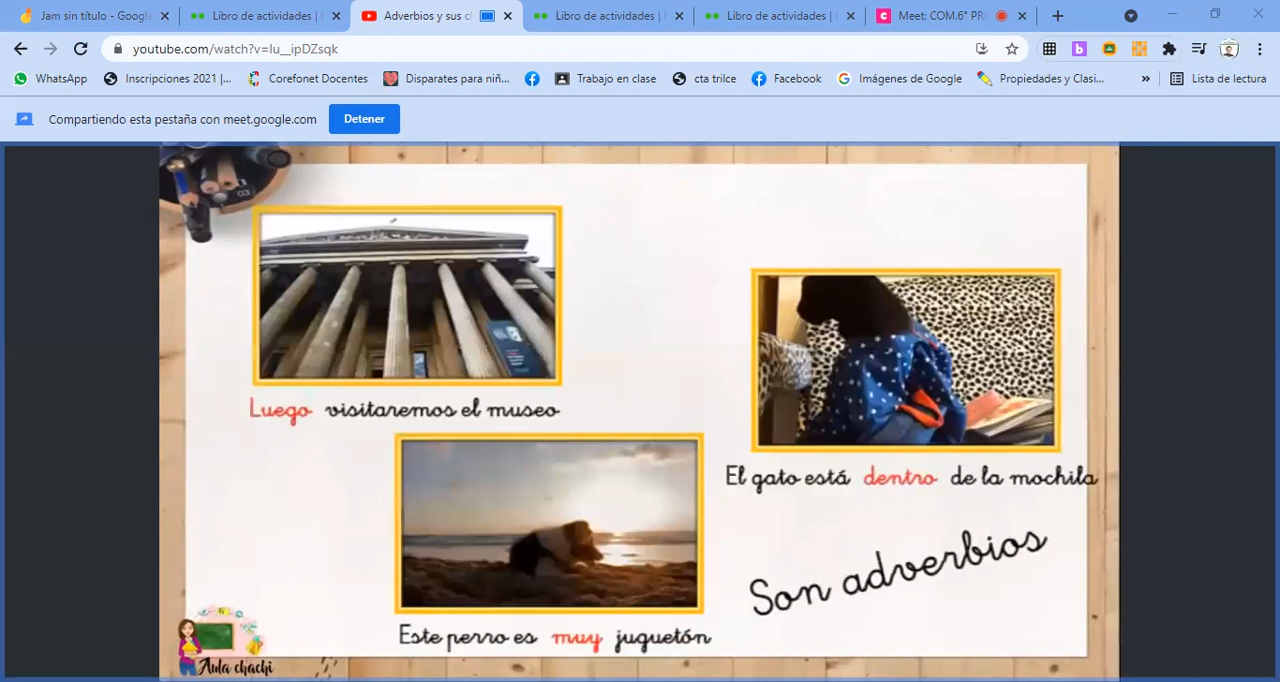 Jam sin título - Google
Libro de actividades |
Adverbios y sus c
Libro de actividades |
Libro de actividades |
Meet: COM.6° PRI
youtube.com/watch?v=lu__ipDZsqk
WhatsApp
Inscripciones 2021 |...
Corefonet Docentes
Disparates para niñ...
Trabajo en clase
cta trilce
Facebook
Imágenes de Google
Propiedades y Clasi...
»
Lista de lectura
Compartiendo esta pestaña con meet.google.com
Detener
Luego visitaremos el museo
El gato está dentro de la mochila
Este perro es muy juguetón
Son adverbios
Aula chachi